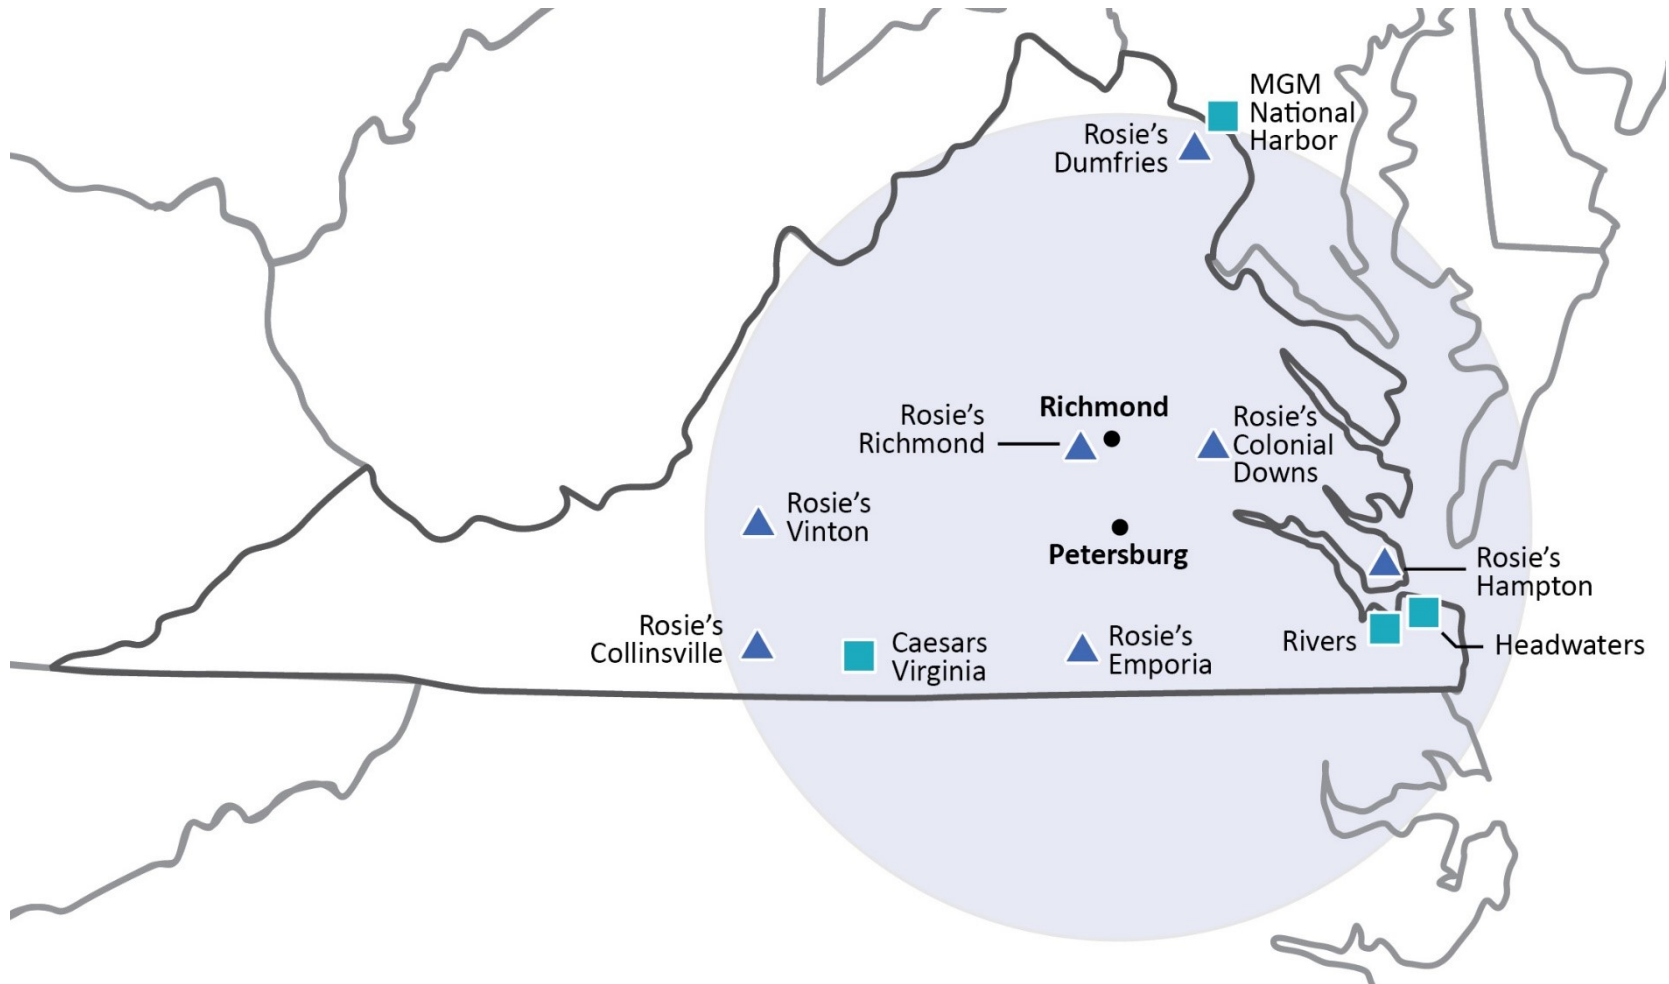 MGM
National
Harbor
Rosie’s
Dumfries
Rosie’s
Richmond
Richmond
Rosie’s
Colonial
Downs
Rosie’s
Vinton
Petersburg
Rosie’s
Hampton
Rosie’s
Collinsville
Caesars
Virginia
Rosie’s
Emporia
Rivers
Headwaters